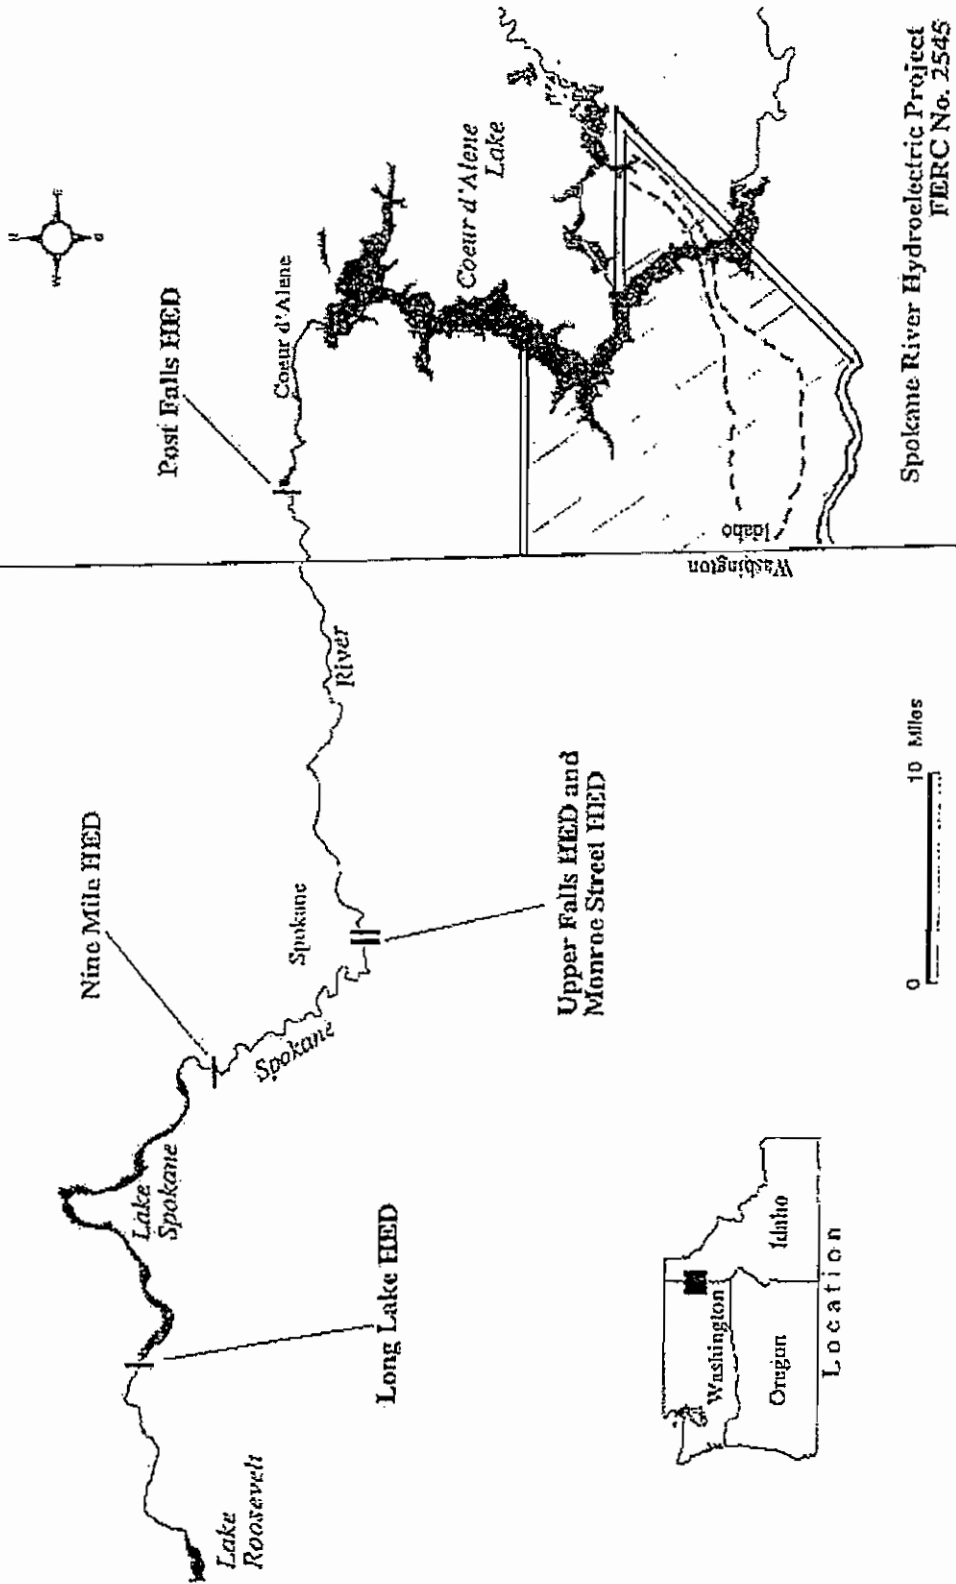 N
W
E
S
Post Falls HED
Coeur d'Alene
Coeur d'Alene
Lake
Nine Mile HED
Spokane
River
Spokane
Lake
Spokane
Upper Falls HED and
Monroe Street HED
Long Lake HED
Lake
Roosevelt
Washington
Idaho
Washington
Idaho
Oregon
Location
0
10 Miles
Spokane River Hydroelectric Project
FERC No. 2545